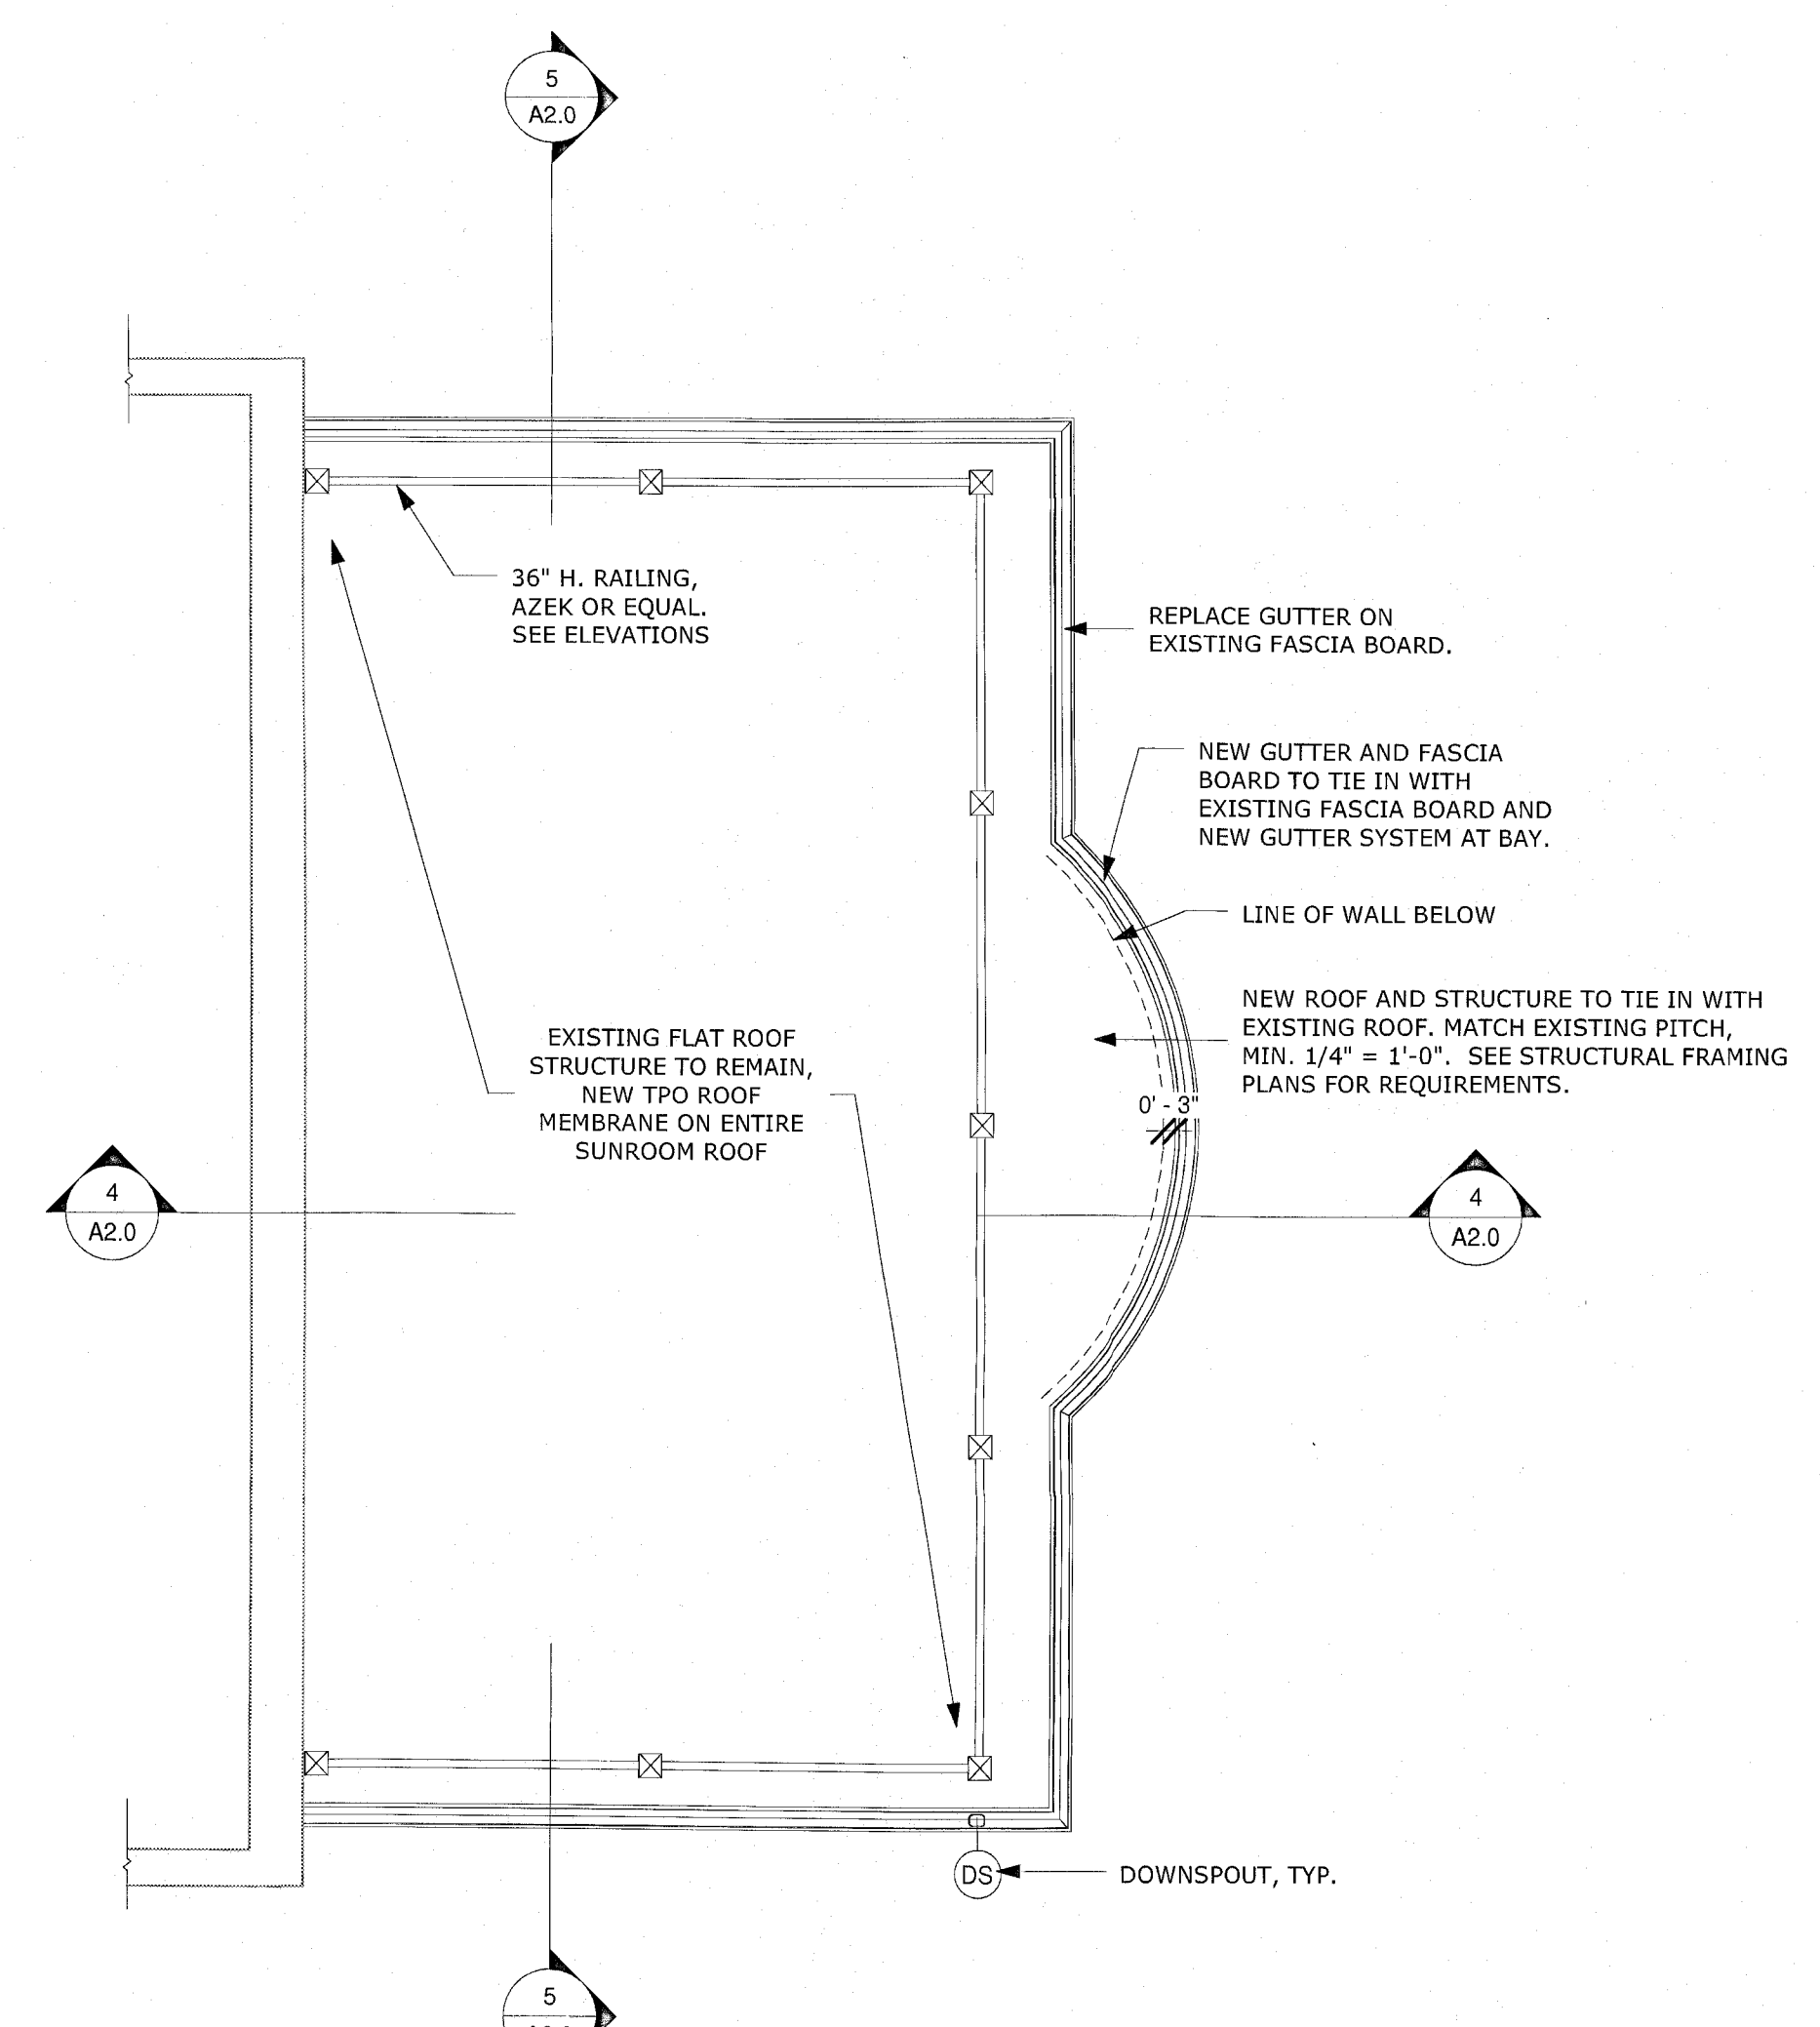 5
A2.0
36" H. RAILING,
AZEK OR EQUAL.
SEE ELEVATIONS
REPLACE GUTTER ON
EXISTING FASCIA BOARD.
NEW GUTTER AND FASCIA
BOARD TO TIE IN WITH
EXISTING FASCIA BOARD AND
NEW GUTTER SYSTEM AT BAY.
LINE OF WALL BELOW
NEW ROOF AND STRUCTURE TO TIE IN WITH
EXISTING ROOF. MATCH EXISTING PITCH,
MIN. 1/4" = 1'-0". SEE STRUCTURAL FRAMING
PLANS FOR REQUIREMENTS.
0' - 3"
EXISTING FLAT ROOF
STRUCTURE TO REMAIN,
NEW TPO ROOF
MEMBRANE ON ENTIRE
SUNROOM ROOF
4
A2.0
4
A2.0
DS
DOWNSPOUT, TYP.
5